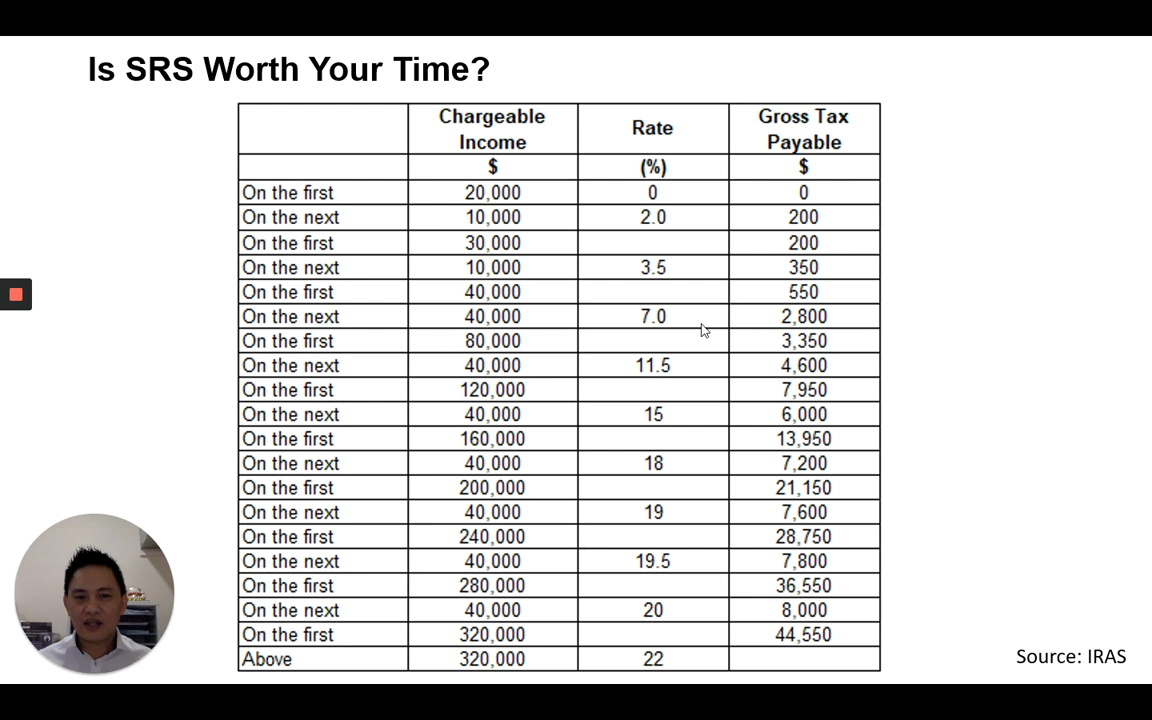 Is SRS Worth Your Time?
Chargeable Income Rate Gross Tax Payable
$ (%) $
On the first 20,000 0 0
On the next 10,000 2.0 200
On the first 30,000 200
On the next 10,000 3.5 350
On the first 40,000 550
On the next 40,000 7.0 2,800
On the first 80,000 3,350
On the next 40,000 11.5 4,600
On the first 120,000 7,950
On the next 40,000 15 6,000
On the first 160,000 13,950
On the next 40,000 18 7,200
On the first 200,000 21,150
On the next 40,000 19 7,600
On the first 240,000 28,750
On the next 40,000 19.5 7,800
On the first 280,000 36,550
On the next 40,000 20 8,000
On the first 320,000 44,550
Above 320,000 22
Source: IRAS